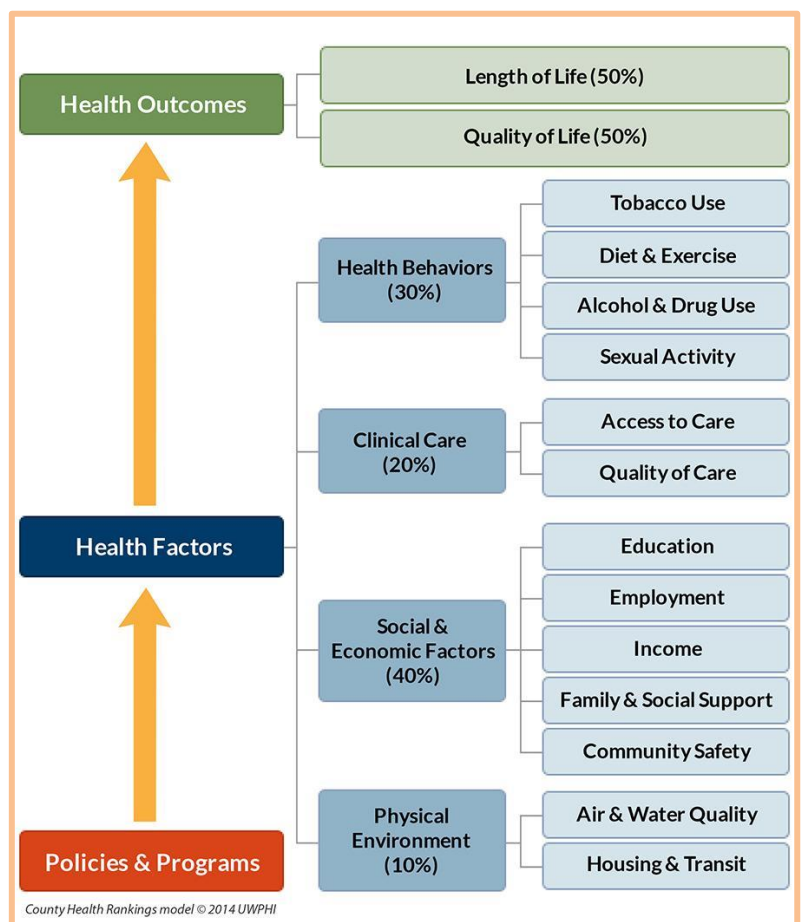 Health Outcomes
Length of Life (50%)
Quality of Life (50%)
Health Factors
Health Behaviors
(30%)
Tobacco Use
Diet & Exercise
Alcohol & Drug Use
Sexual Activity
Clinical Care
(20%)
Access to Care
Quality of Care
Social &
Economic Factors
(40%)
Education
Employment
Income
Family & Social Support
Community Safety
Physical
Environment
(10%)
Air & Water Quality
Housing & Transit
Policies & Programs
County Health Rankings model © 2014 UWPHI